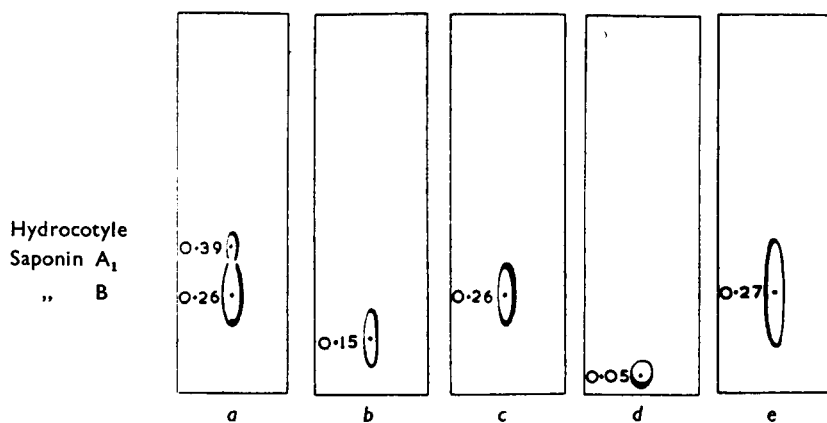 Hydrocotyle
0·39
Saponin A₁
„ B
0·26
0·15
0·26
0·05
0·27
a b c d e